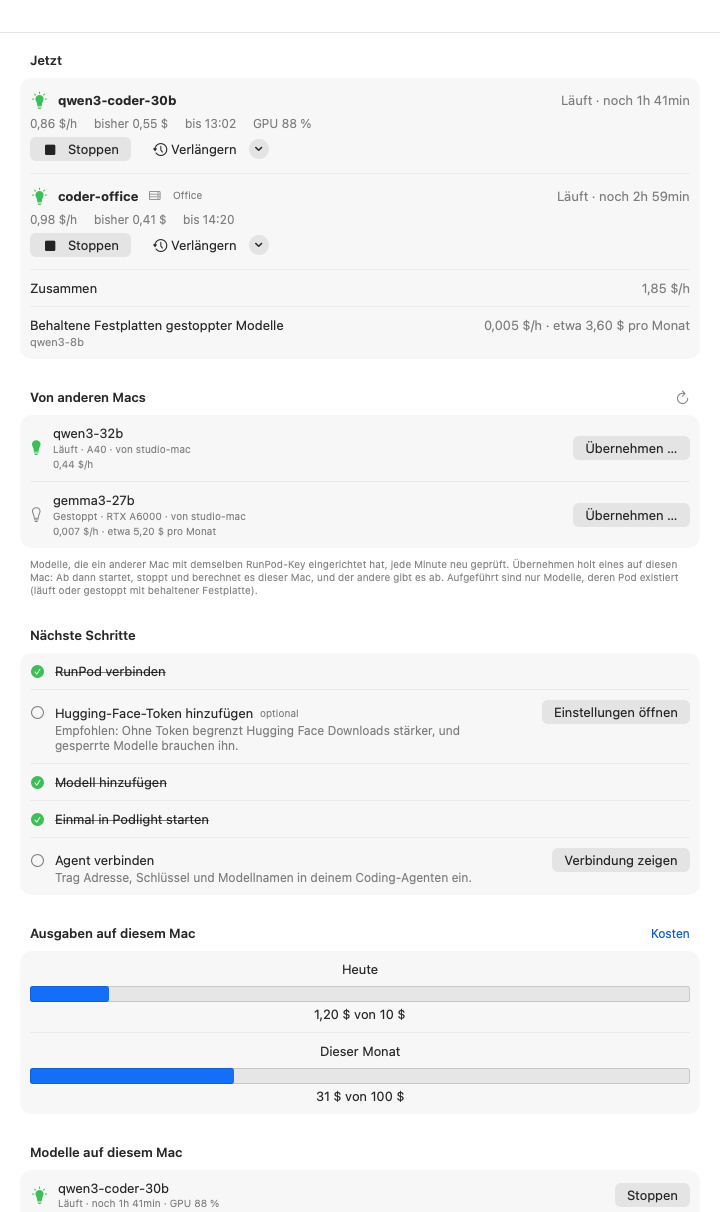 Jetzt
qwen3-coder-30b
Läuft · noch 1h 41min
0,86 $/h bisher 0,55 $ bis 13:02 GPU 88 %
Stoppen Verlängern
coder-office Office
Läuft · noch 2h 59min
0,98 $/h bisher 0,41 $ bis 14:20
Stoppen Verlängern
Zusammen 1,85 $/h
Behaltene Festplatten gestoppter Modelle 0,005 $/h · etwa 3,60 $ pro Monat
qwen3-8b
Von anderen Macs
qwen3-32b
Läuft · A40 · von studio-mac
0,44 $/h
Übernehmen ...
gemma3-27b
Gestoppt · RTX A6000 · von studio-mac
0,007 $/h · etwa 5,20 $ pro Monat
Übernehmen ...
Modelle, die ein anderer Mac mit demselben RunPod-Key eingerichtet hat, jede Minute neu geprüft. Übernehmen holt eines auf diesen
Mac: Ab dann startet, stoppt und berechnet es dieser Mac, und der andere gibt es ab. Aufgeführt sind nur Modelle, deren Pod existiert
(läuft oder gestoppt mit behaltener Festplatte).
Nächste Schritte
RunPod verbinden
Hugging-Face-Token hinzufügen optional
Empfohlen: Ohne Token begrenzt Hugging Face Downloads stärker, und
gesperrte Modelle brauchen ihn.
Einstellungen öffnen
Modell hinzufügen
Einmal in Podlight starten
Agent verbinden
Trag Adresse, Schlüssel und Modellnamen in deinem Coding-Agenten ein.
Verbindung zeigen
Ausgaben auf diesem Mac Kosten
Heute
1,20 $ von 10 $
Dieser Monat
31 $ von 100 $
Modelle auf diesem Mac
qwen3-coder-30b
Läuft · noch 1h 41min · GPU 88 %
Stoppen